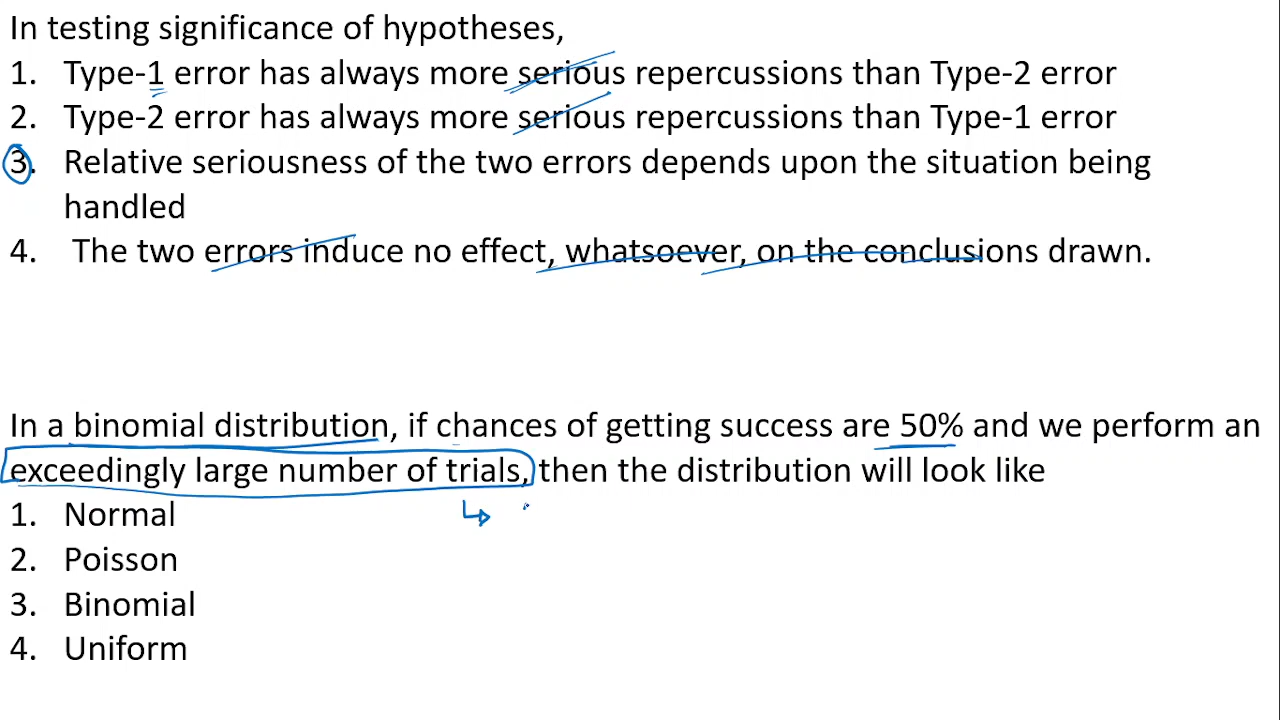 In testing significance of hypotheses,
1. Type-1 error has always more serious repercussions than Type-2 error
2. Type-2 error has always more serious repercussions than Type-1 error
3. Relative seriousness of the two errors depends upon the situation being
handled
4. The two errors induce no effect, whatsoever, on the conclusions drawn.
In a binomial distribution, if chances of getting success are 50% and we perform an
exceedingly large number of trials, then the distribution will look like
1. Normal
2. Poisson
3. Binomial
4. Uniform